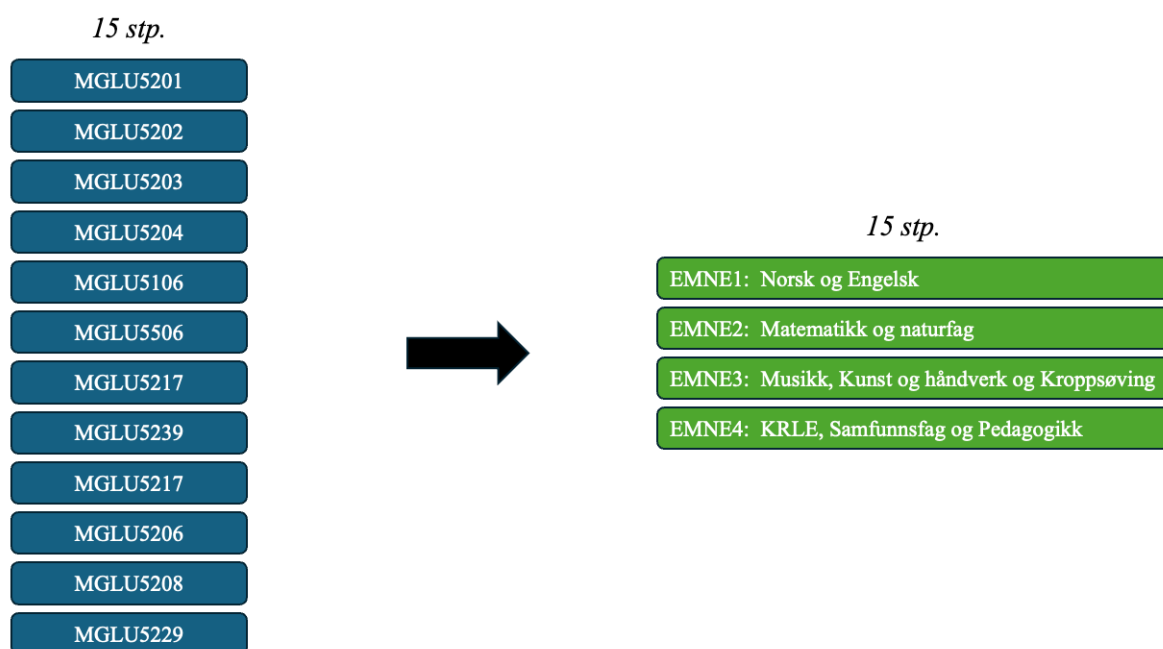 15 stp.
MGLU5201
MGLU5202
MGLU5203
MGLU5204
MGLU5106
MGLU5506
MGLU5217
MGLU5239
MGLU5217
MGLU5206
MGLU5208
MGLU5229
15 stp.
EMNE1: Norsk og Engelsk
EMNE2: Matematikk og naturfag
EMNE3: Musikk, Kunst og håndverk og Kroppsøving
EMNE4: KRLE, Samfunnsfag og Pedagogikk